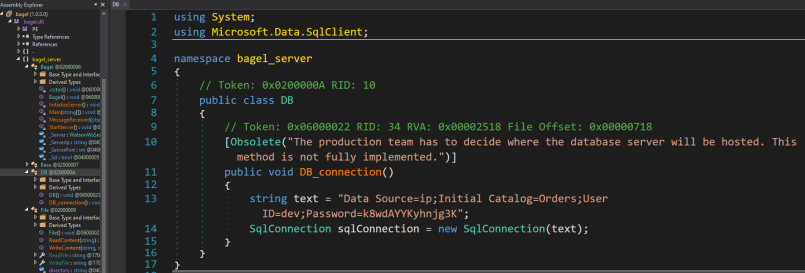 Assembly Explorer
DB
bagel (1.0.0.0)
bagel.dll
PE
Type References
References
{ } -
{ } bagel_server
Bagel @02000006
Base Type and Interfac
Derived Types
.cctor() : void @060000
Bagel() : void @06000
InitializeServer() : void
Main(string[]) : void
MessageReceived(obj
StartServer() : void @0
_Server : WatsonWsSe
_ServerIp : string @040
_ServerPort : int @040
_Ssl : bool @04000005
Base @02000007
DB @0200000A
Base Type and Interfac
Derived Types
DB() : void @06000023
DB_connection() : vo
File @02000009
Base Type and Interfac
Derived Types
File() : void @060000
ReadContent(string) :
WriteContent(string, v
ReadFile : string @170
WriteFile : string @170
directory : string @04
1 using System;
2 using Microsoft.Data.SqlClient;
3
4 namespace bagel_server
5 {
6 // Token: 0x0200000A RID: 10
7 public class DB
8 {
9 // Token: 0x06000022 RID: 34 RVA: 0x00002518 File Offset: 0x00000718
10 [Obsolete("The production team has to decide where the database server will be hosted. This
method is not fully implemented.")]
11 public void DB_connection()
12 {
13 string text = "Data Source=ip;Initial Catalog=Orders;User
ID=dev;Password=k8wdAYYKyhnjg3K";
14 SqlConnection sqlConnection = new SqlConnection(text);
15 }
16 }
17 }